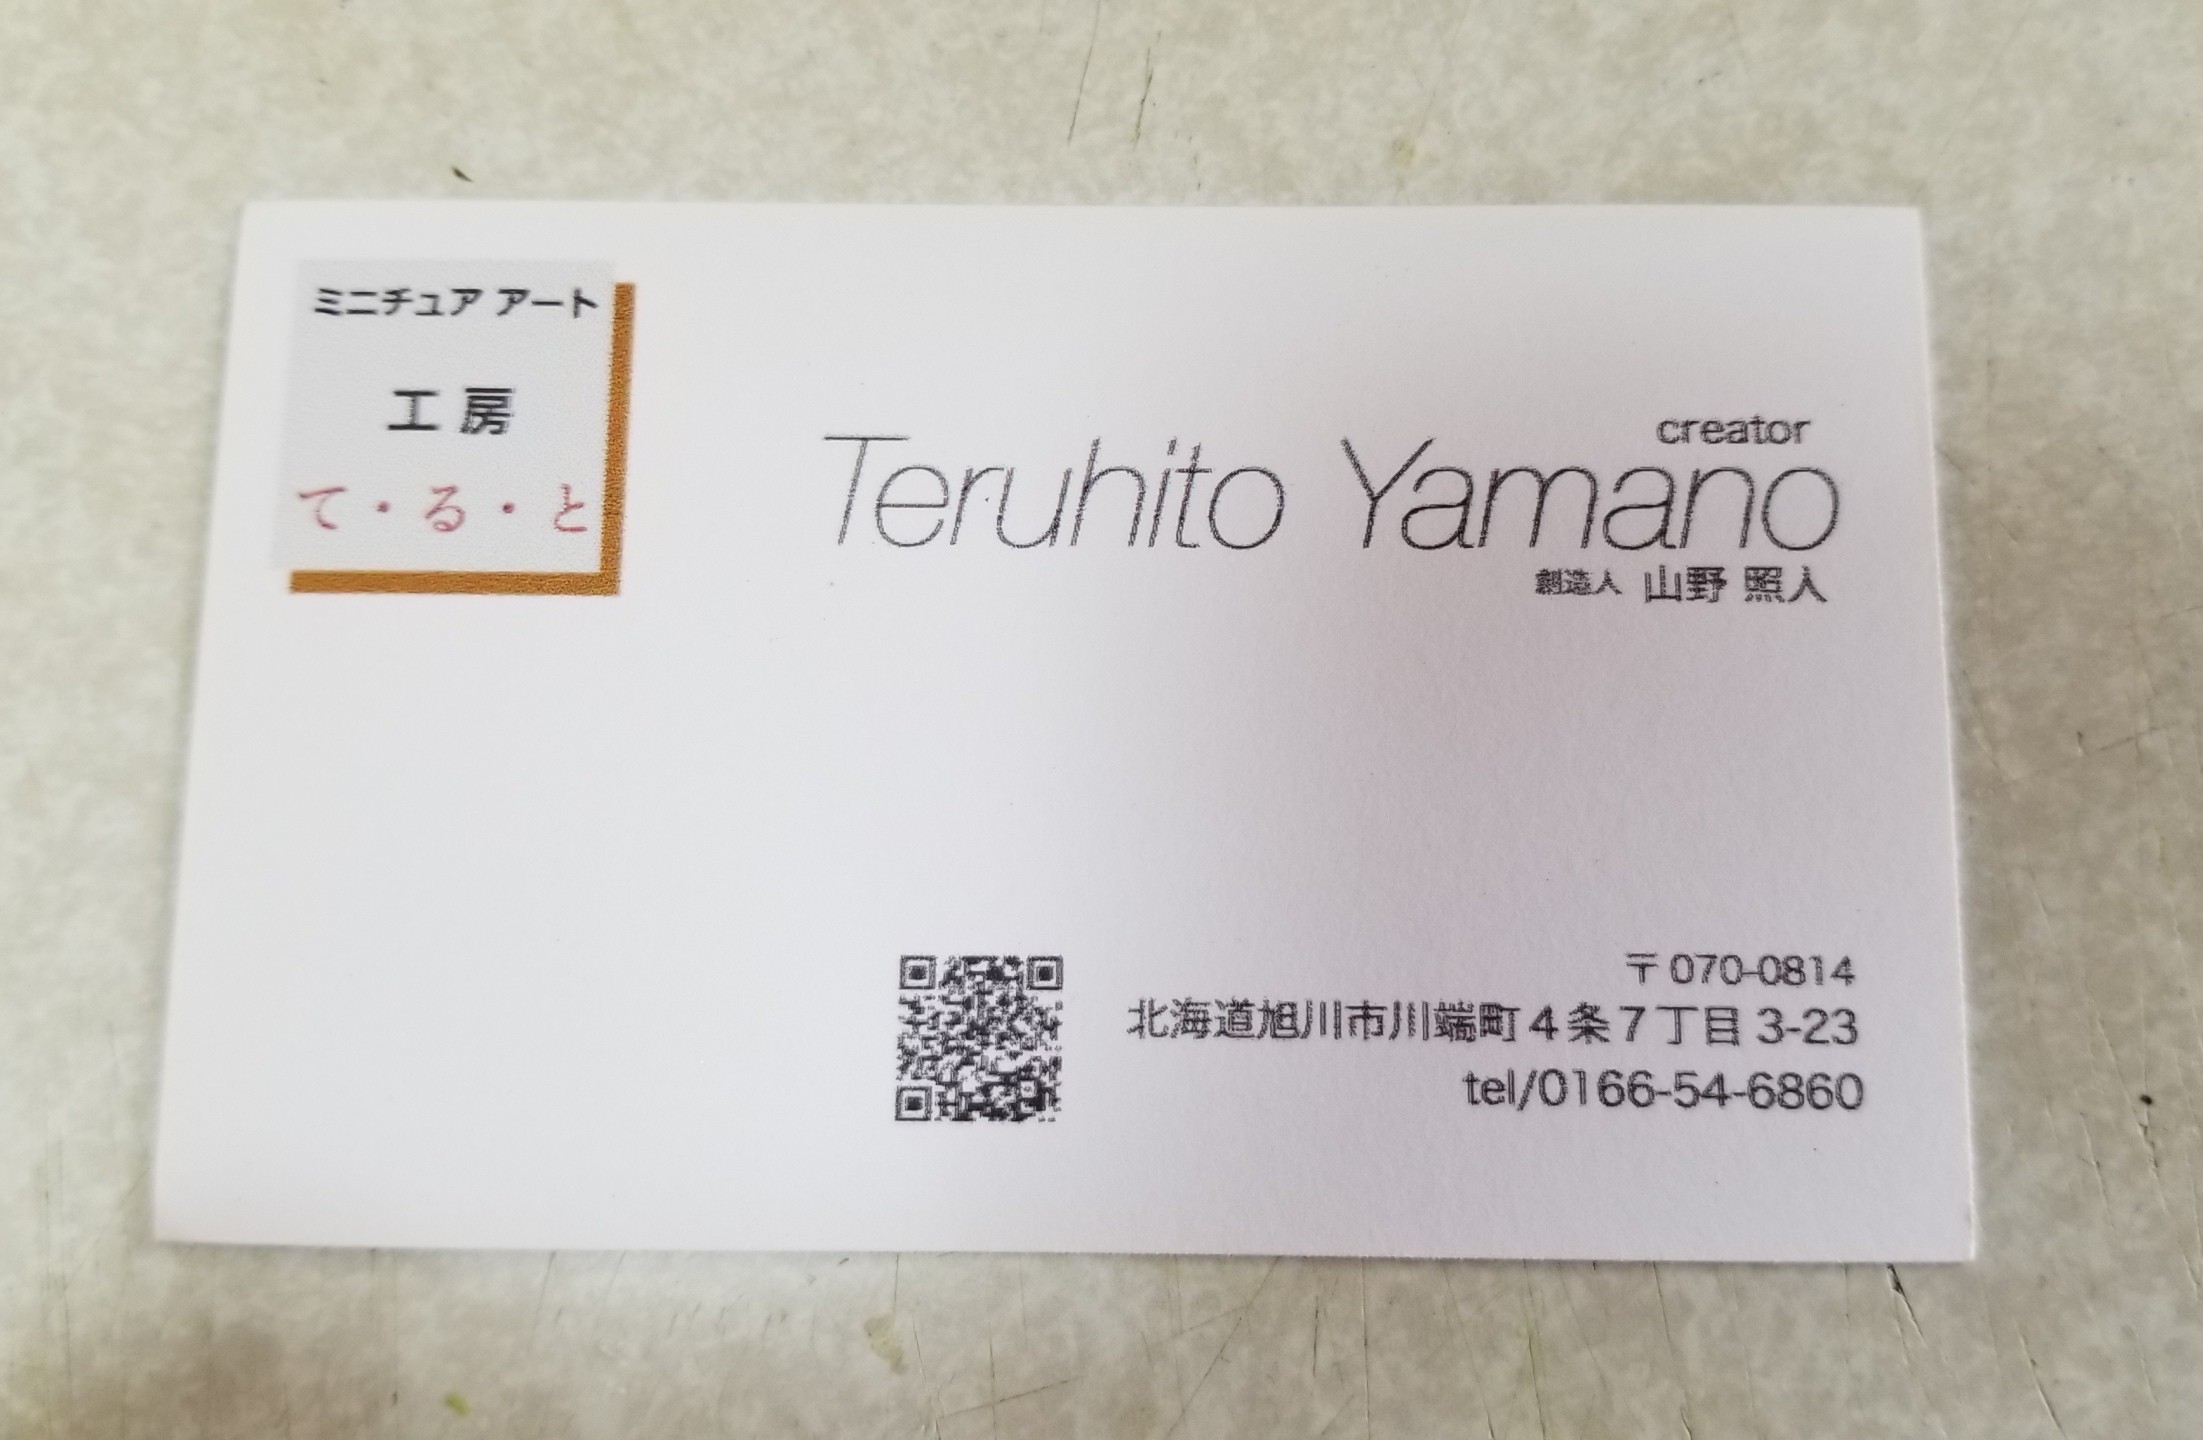 ミニチュア アート
工房
て・る・と
creator
Teruhito Yamano
創造人 山野 照人
〒070-0814
北海道旭川市川端町4条7丁目3-23
tel/0166-54-6860